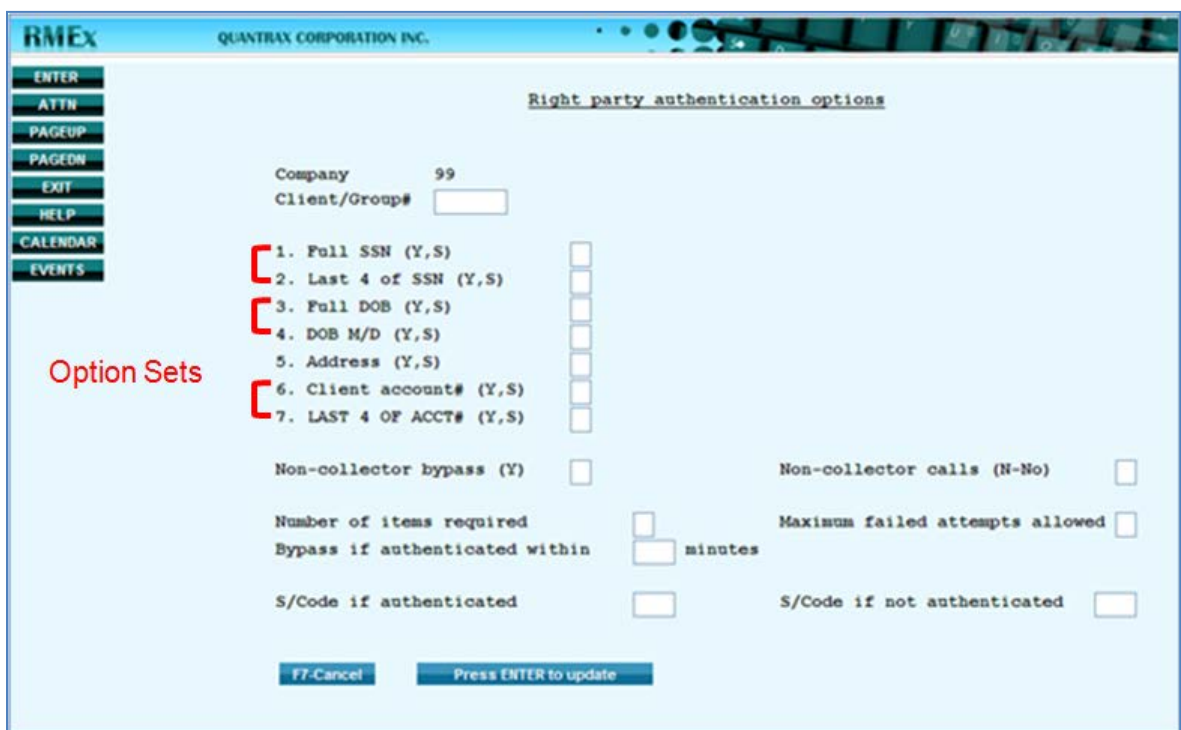 RMEx QUANTRAX CORPORATION INC.
ENTER
ATTN
PAGEUP
PAGEDN
EXIT
HELP
CALENDAR
EVENTS
Right party authentication options
Company 99
Client/Group#
1. Full SSN (Y,S)
2. Last 4 of SSN (Y,S)
3. Full DOB (Y,S)
4. DOB M/D (Y,S)
5. Address (Y,S)
6. Client account# (Y,S)
7. LAST 4 OF ACCT# (Y,S)
Option Sets
Non-collector bypass (Y) Non-collector calls (N-No)
Number of items required Maximum failed attempts allowed
Bypass if authenticated within minutes
S/Code if authenticated S/Code if not authenticated
F7-Cancel Press ENTER to update